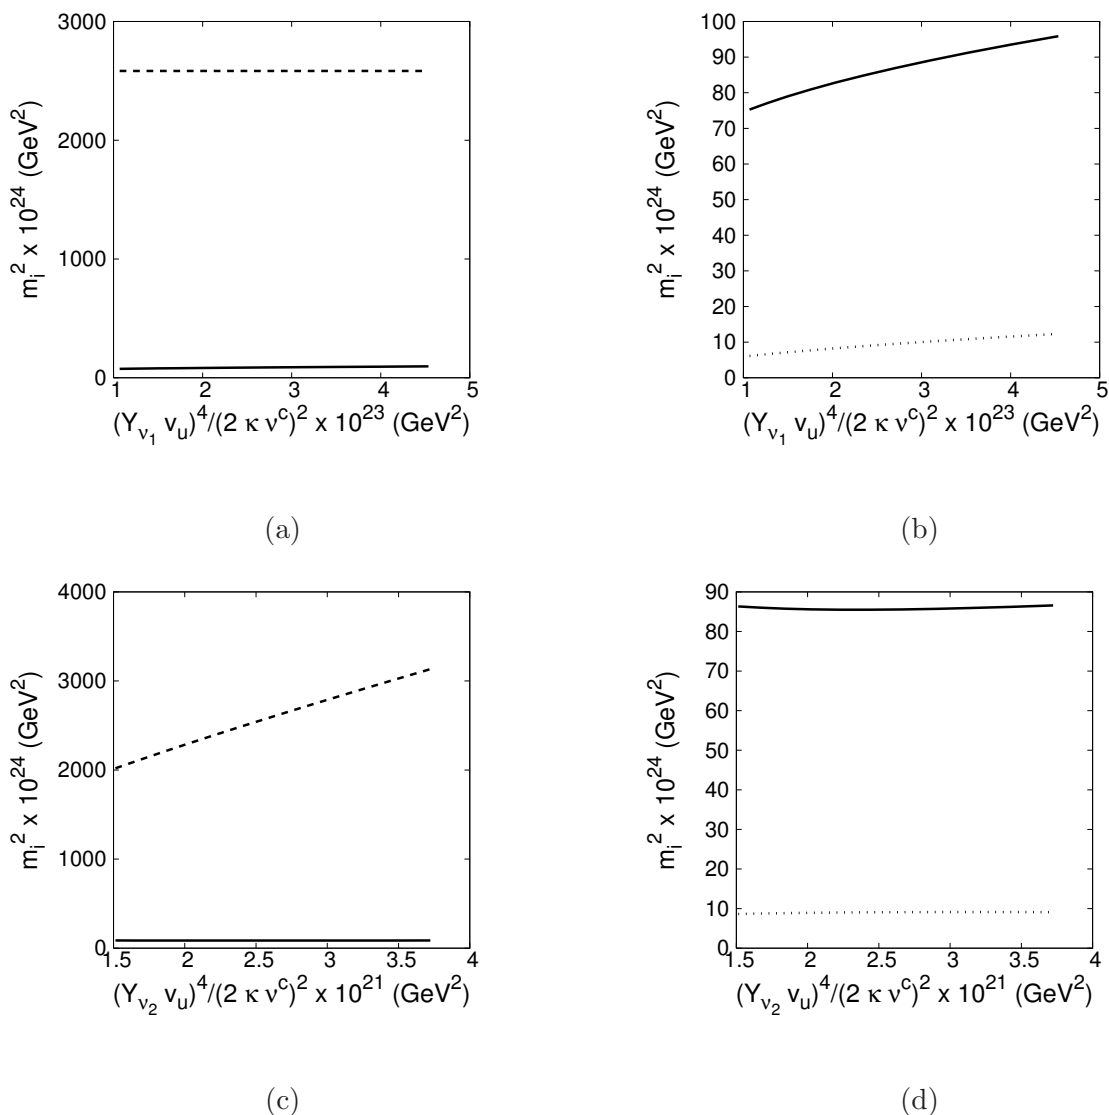 3000
2000
1000
0
1 2 3 4 5
m_i^2 x 10^24 (GeV^2)
(Y_ν1 v_u)^4/(2 κ ν^c)^2 x 10^23 (GeV^2)
(a)
100
90
80
70
60
50
40
30
20
10
0
1 2 3 4 5
m_i^2 x 10^24 (GeV^2)
(Y_ν1 v_u)^4/(2 κ ν^c)^2 x 10^23 (GeV^2)
(b)
4000
3000
2000
1000
0
1.5 2 2.5 3 3.5 4
m_i^2 x 10^24 (GeV^2)
(Y_ν2 v_u)^4/(2 κ ν^c)^2 x 10^21 (GeV^2)
(c)
90
80
70
60
50
40
30
20
10
0
1.5 2 2.5 3 3.5 4
m_i^2 x 10^24 (GeV^2)
(Y_ν2 v_u)^4/(2 κ ν^c)^2 x 10^21 (GeV^2)
(d)